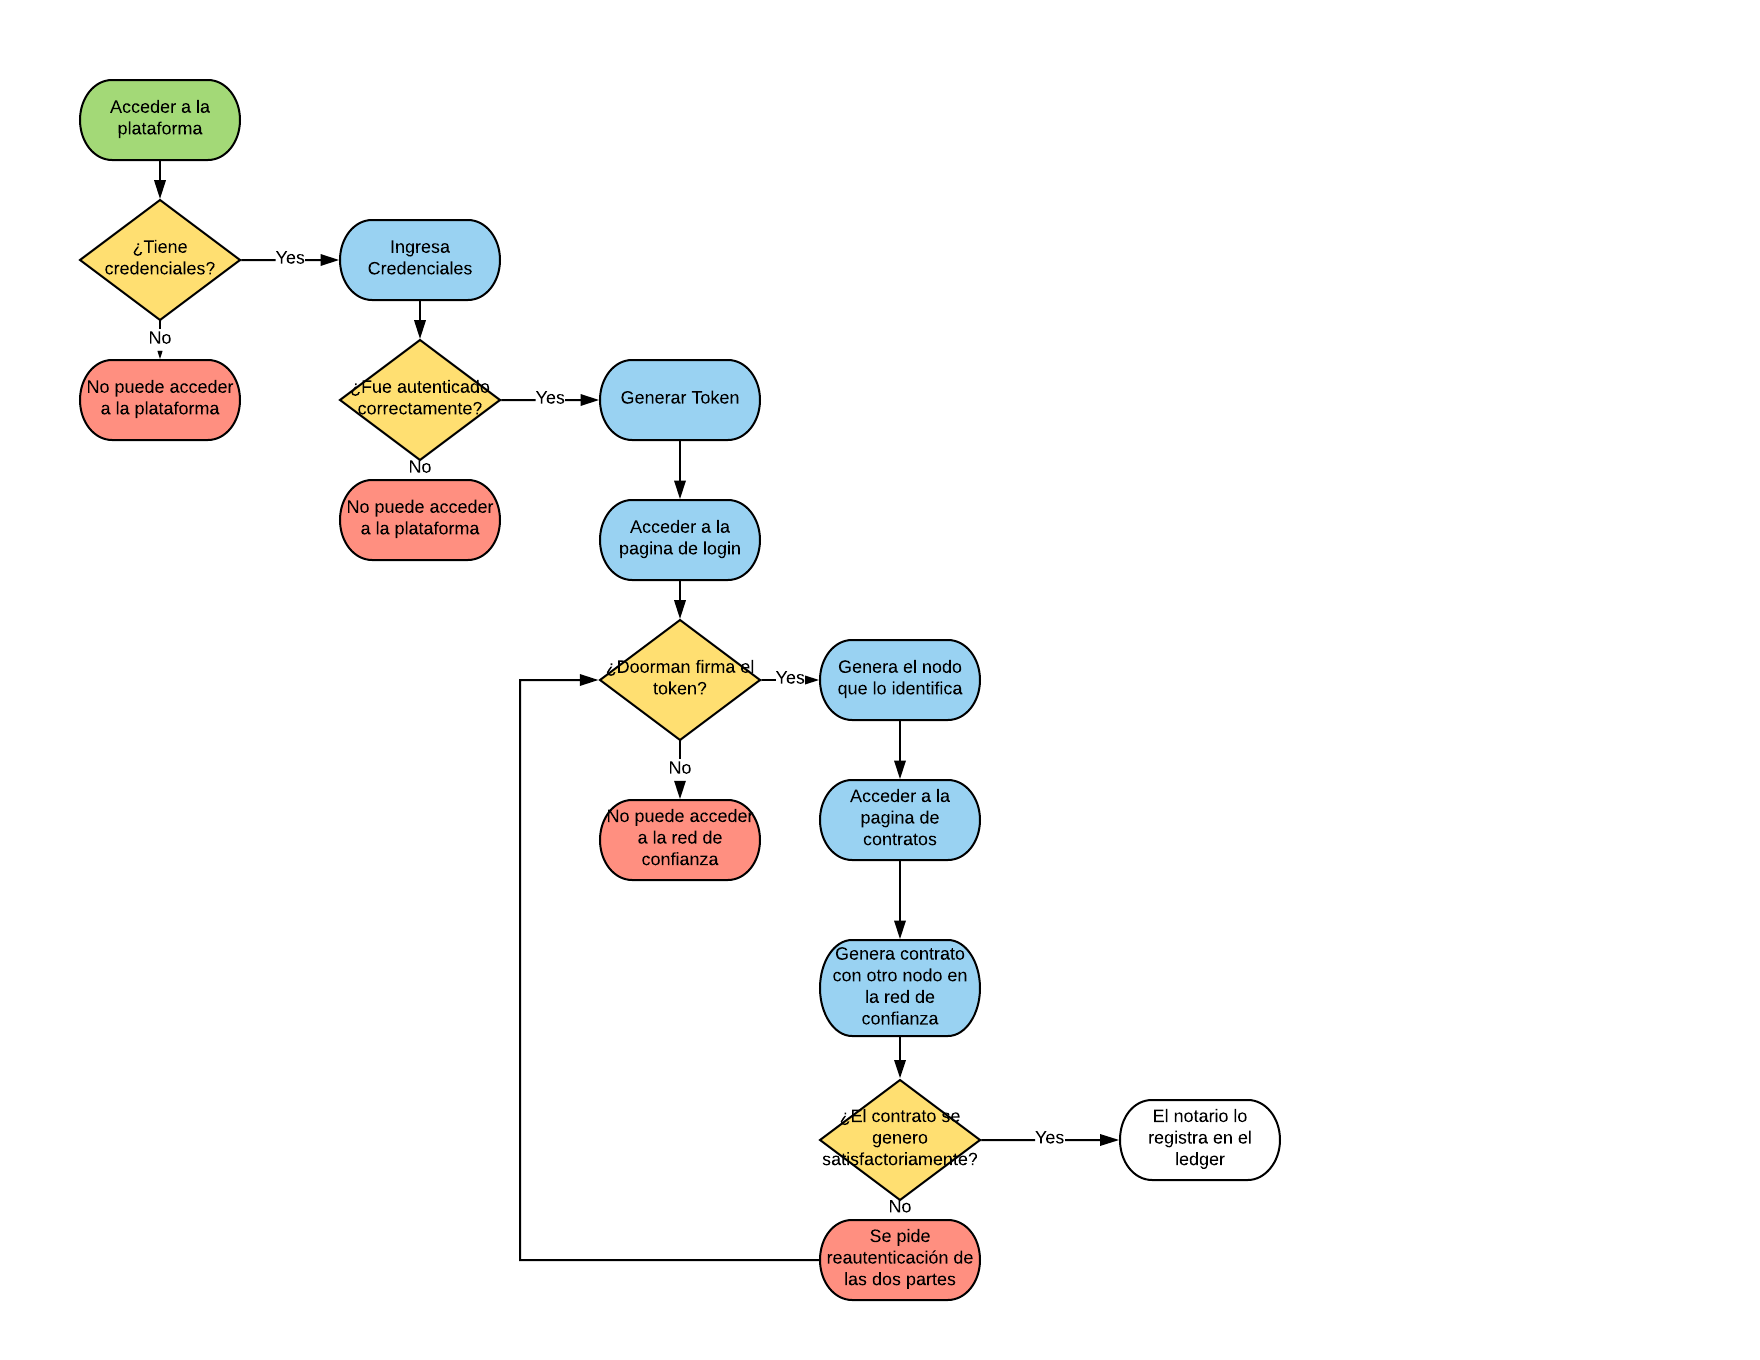 Acceder a la
plataforma
¿Tiene
credenciales?
Yes
Ingresa
Credenciales
No
No puede acceder
a la plataforma
¿Fue autenticado
correctamente?
Yes
Generar Token
No
No puede acceder
a la plataforma
Acceder a la
pagina de login
¿Doorman firma el
token?
Yes
Genera el nodo
que lo identifica
No
No puede acceder
a la red de
confianza
Acceder a la
pagina de
contratos
Genera contrato
con otro nodo en
la red de
confianza
¿El contrato se
genero
satisfactoriamente?
Yes
El notario lo
registra en el
ledger
No
Se pide
reautenticación de
las dos partes